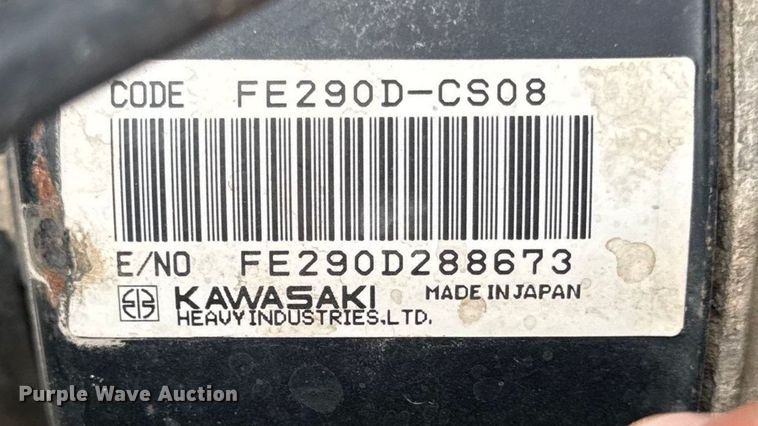 CODE FE290D-CS08
E/NO FE290D288673
KAWASAKI MADE IN JAPAN
HEAVY INDUSTRIES,LTD.
Purple Wave Auction